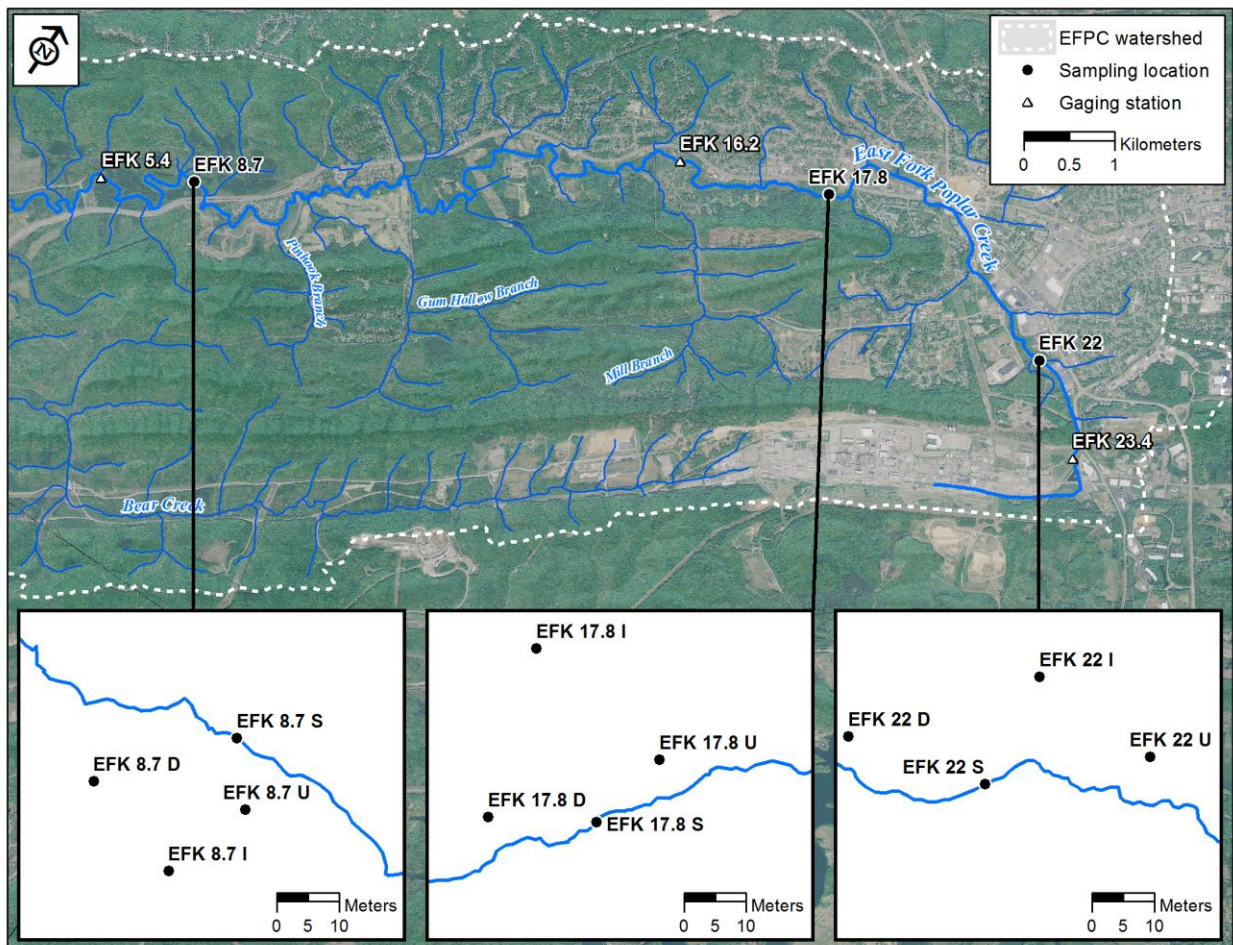 N
EFPC watershed
Sampling location
Gaging station
0 0.5 1
Kilometers
EFK 5.4
EFK 8.7
EFK 16.2
EFK 17.8
East Fork Poplar Creek
Pinhook Branch
Gum Hollow Branch
Mill Branch
EFK 22
EFK 23.4
Bear Creek
EFK 8.7 S
EFK 8.7 D
EFK 8.7 U
EFK 8.7 I
Meters
0 5 10
EFK 17.8 I
EFK 17.8 U
EFK 17.8 D
EFK 17.8 S
Meters
0 5 10
EFK 22 I
EFK 22 D
EFK 22 U
EFK 22 S
Meters
0 5 10